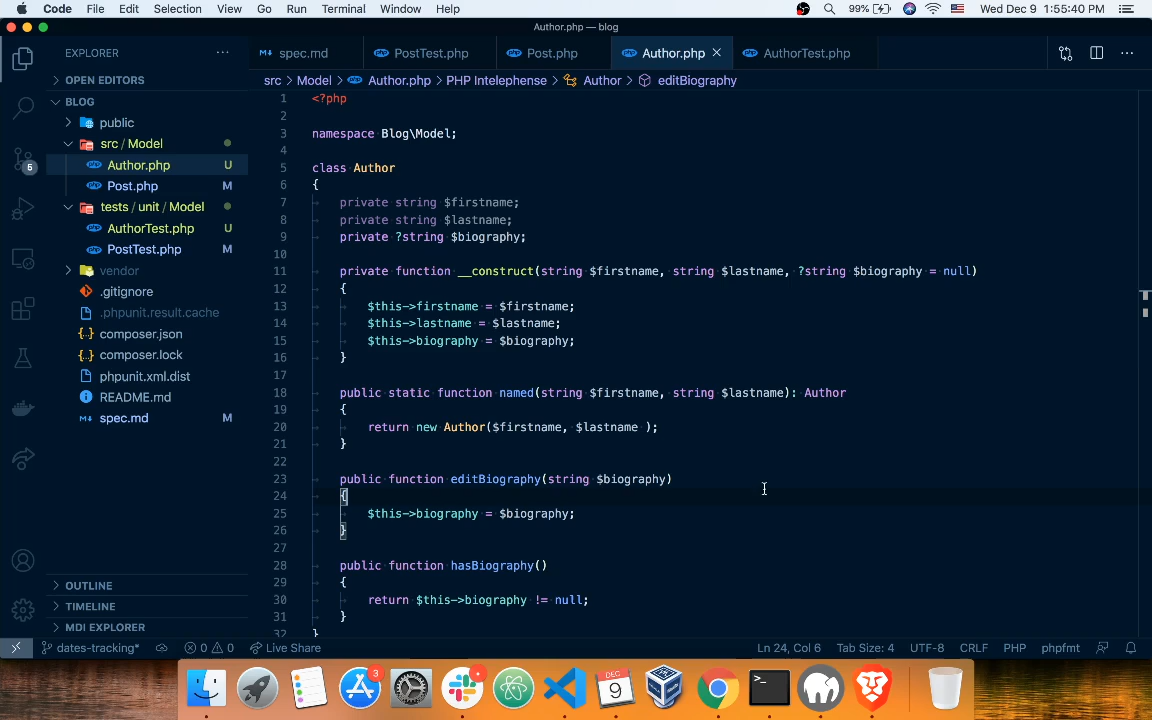 Code File Edit Selection View Go Run Terminal Window Help 99% Wed Dec 9 1:55:40 PM
Author.php — blog
EXPLORER
spec.md
PostTest.php
Post.php
Author.php
AuthorTest.php
OPEN EDITORS
src > Model > Author.php > PHP Intelephense > Author > editBiography
BLOG
public
src / Model
Author.php U
Post.php M
tests / unit / Model
AuthorTest.php U
PostTest.php M
vendor
.gitignore
.phpunit.result.cache
composer.json
composer.lock
phpunit.xml.dist
README.md
spec.md M
OUTLINE
TIMELINE
MDI EXPLORER
1 <?php
2
3 namespace Blog\Model;
4
5 class Author
6 {
7 private string $firstname;
8 private string $lastname;
9 private ?string $biography;
10
11 private function __construct(string $firstname, string $lastname, ?string $biography = null)
12 {
13 $this->firstname = $firstname;
14 $this->lastname = $lastname;
15 $this->biography = $biography;
16 }
17
18 public static function named(string $firstname, string $lastname): Author
19 {
20 return new Author($firstname, $lastname );
21 }
22
23 public function editBiography(string $biography)
24 {
25 $this->biography = $biography;
26 }
27
28 public function hasBiography()
29 {
30 return $this->biography != null;
31 }
32 }
dates-tracking* 0 0 Live Share Ln 24, Col 6 Tab Size: 4 UTF-8 CRLF PHP phpfmt
3
DEC
9